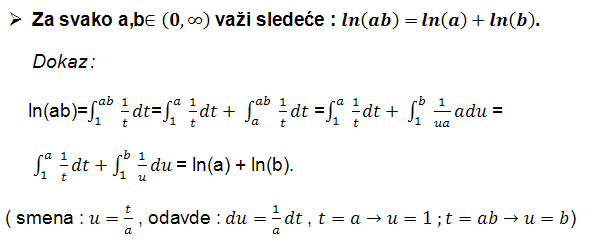 ➢ Za svako a,b∈ (0, ∞) važi sledeće : ln(ab) = ln(a) + ln(b).
Dokaz:
ln(ab)=∫₁^{ab} 1/t dt=∫₁^{a} 1/t dt + ∫ₐ^{ab} 1/t dt =∫₁^{a} 1/t dt + ∫₁^{b} 1/(ua) adu =
∫₁^{a} 1/t dt + ∫₁^{b} 1/u du = ln(a) + ln(b).
( smena : u = t/a , odavde : du = 1/a dt , t = a → u = 1 ; t = ab → u = b)